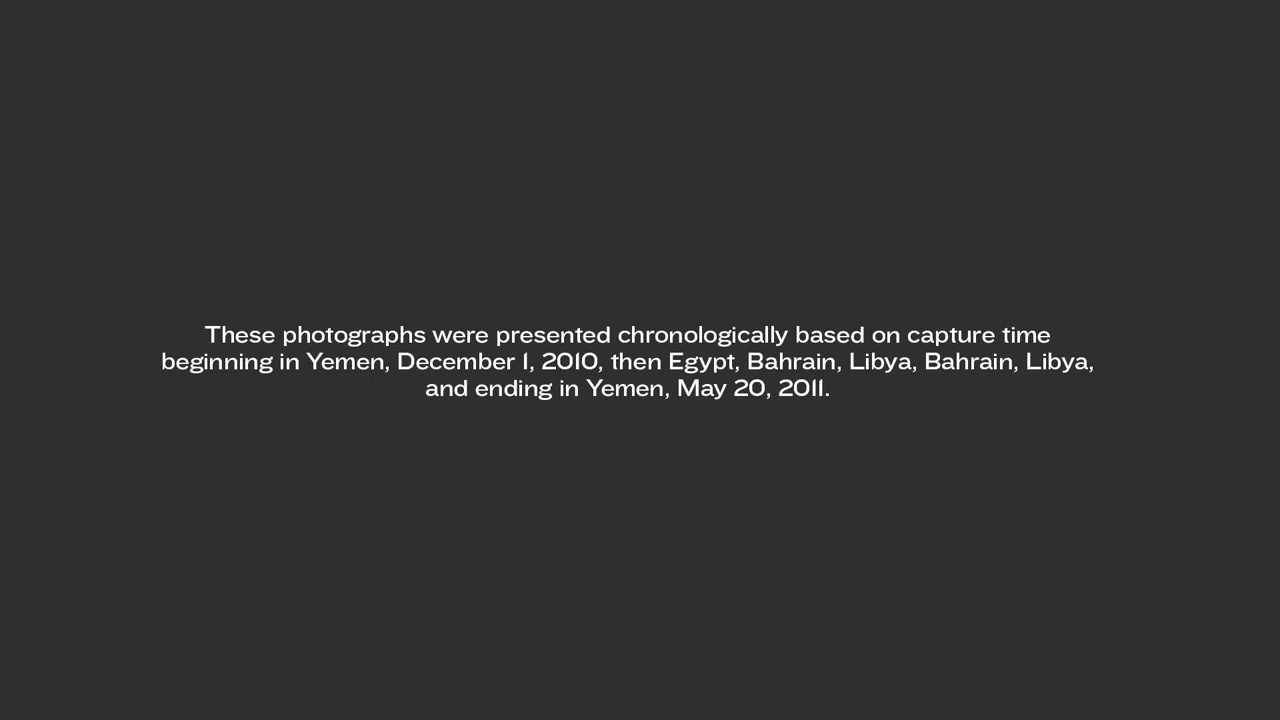 These photographs were presented chronologically based on capture time
beginning in Yemen, December 1, 2010, then Egypt, Bahrain, Libya, Bahrain, Libya,
and ending in Yemen, May 20, 2011.